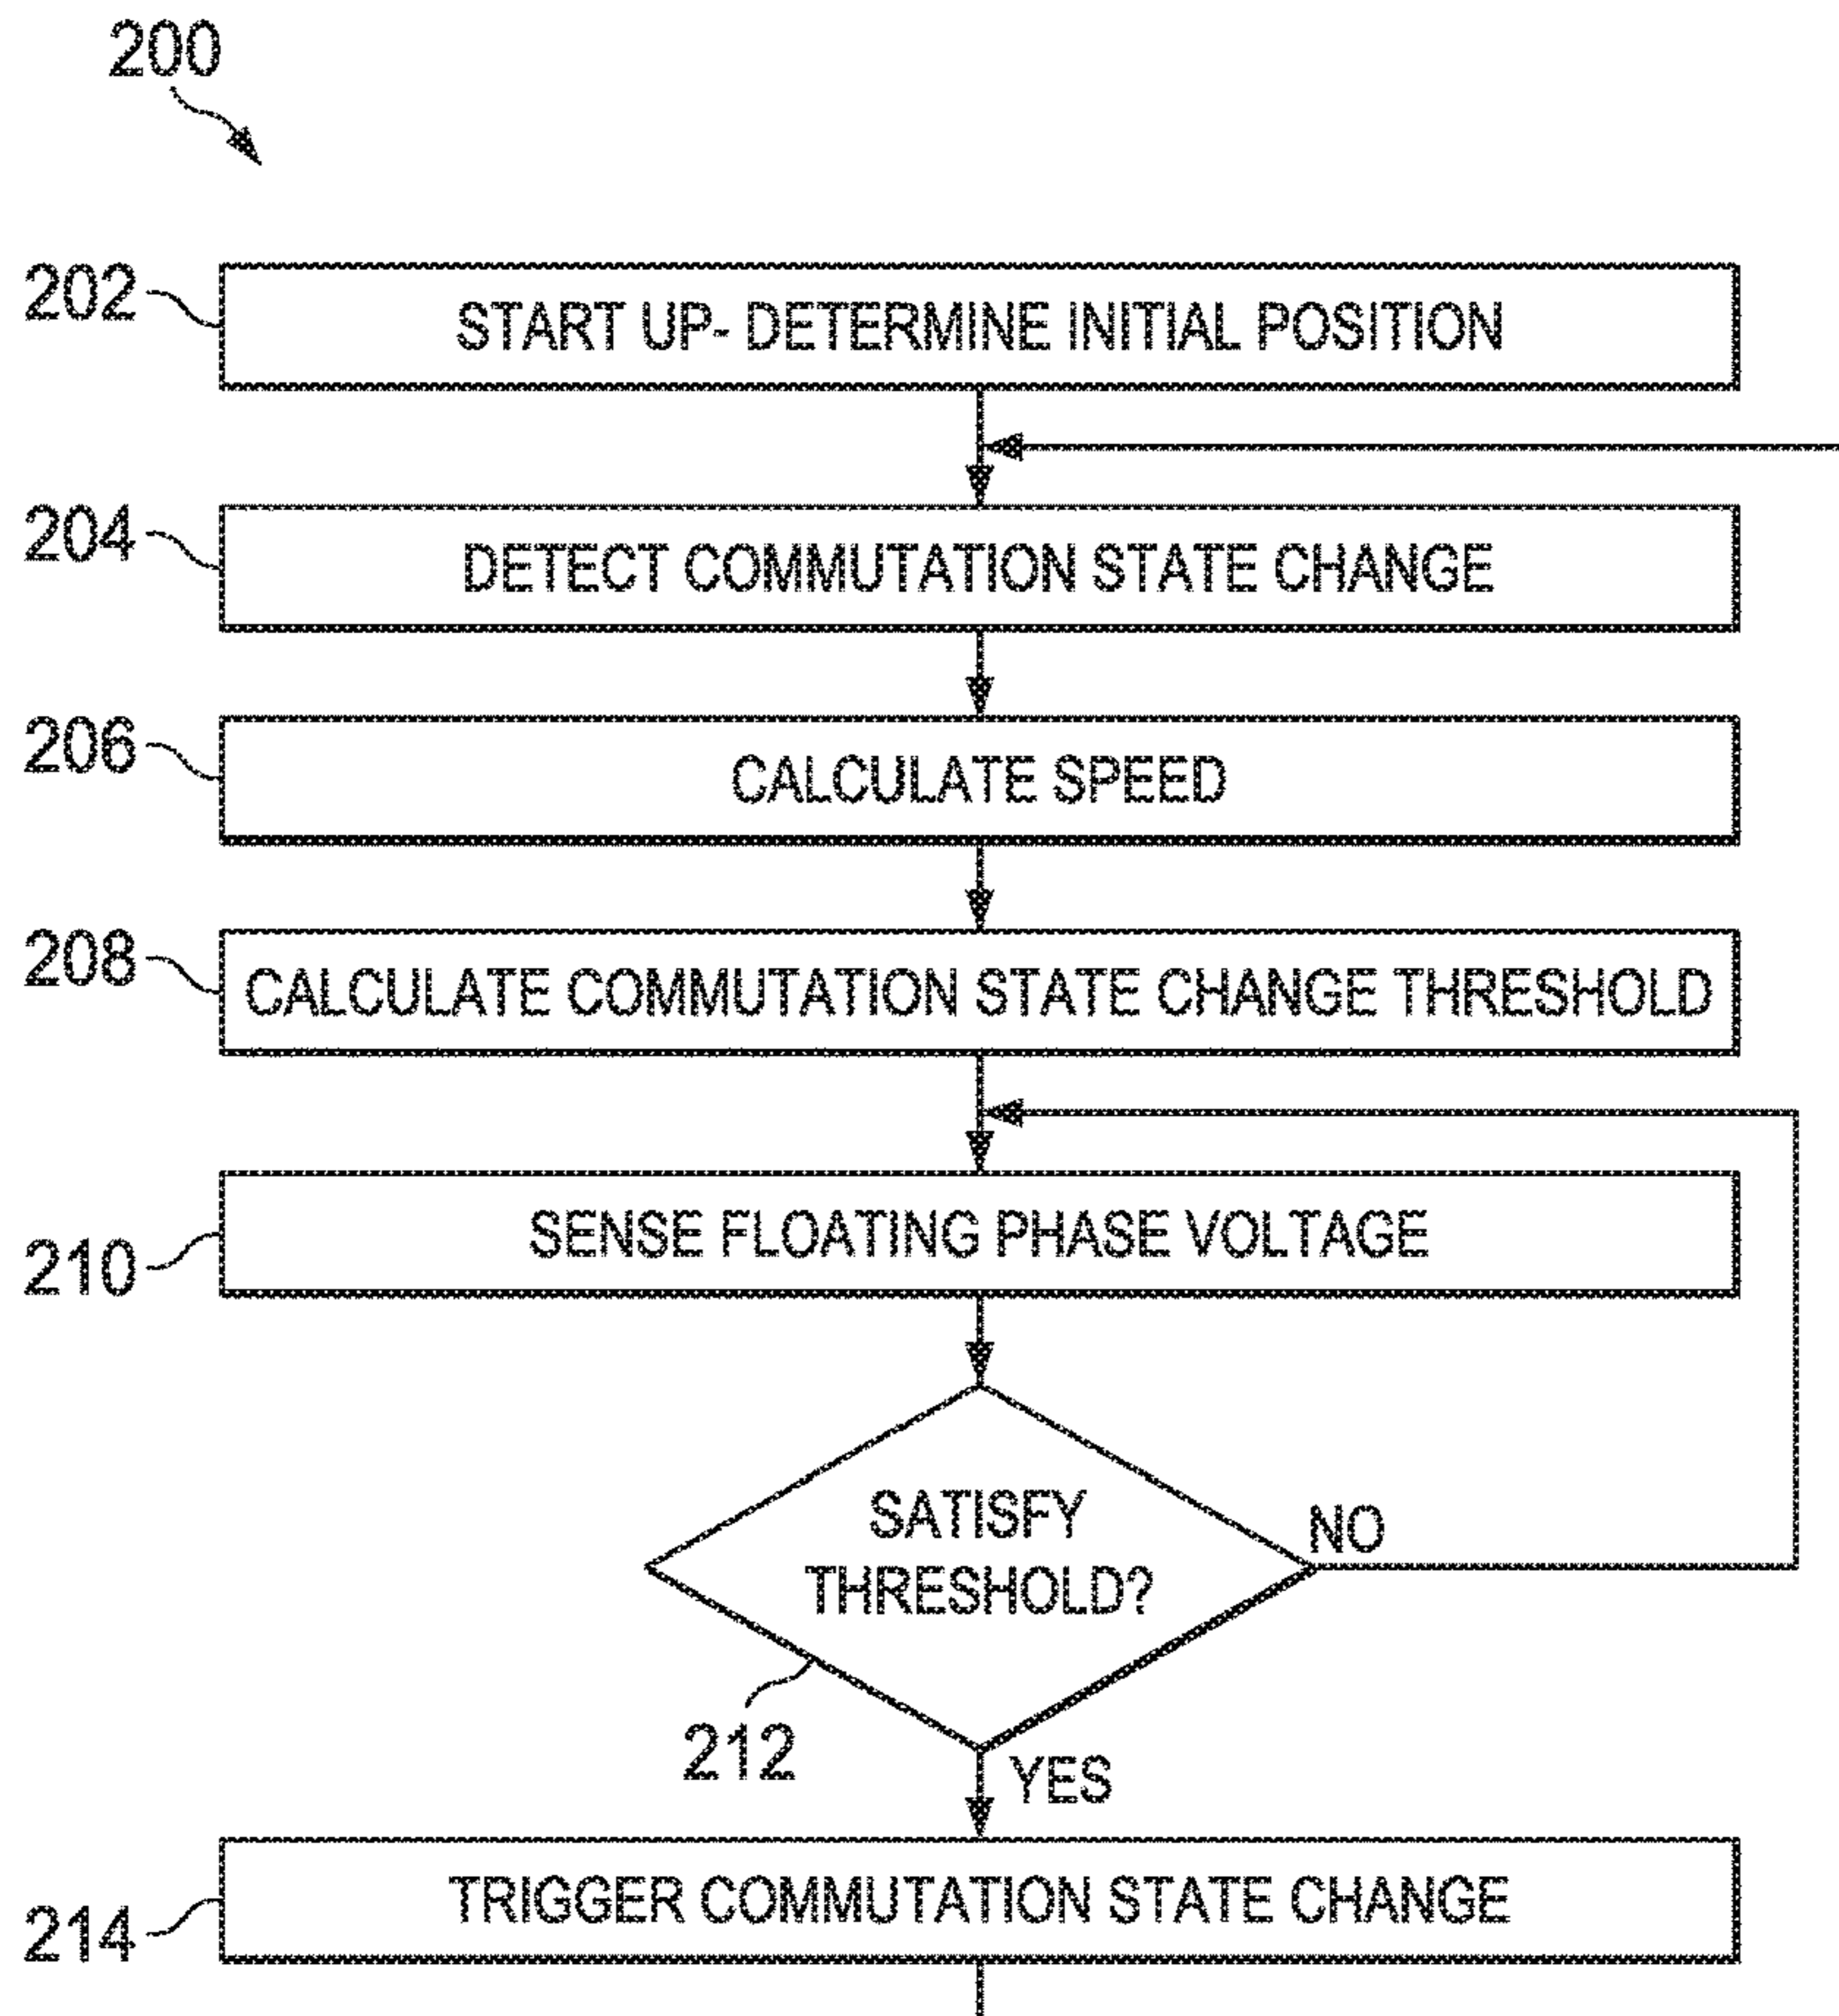 200
202
START UP- DETERMINE INITIAL POSITION
204
DETECT COMMUTATION STATE CHANGE
206
CALCULATE SPEED
208
CALCULATE COMMUTATION STATE CHANGE THRESHOLD
210
SENSE FLOATING PHASE VOLTAGE
SATISFY
THRESHOLD?
NO
212
YES
214
TRIGGER COMMUTATION STATE CHANGE